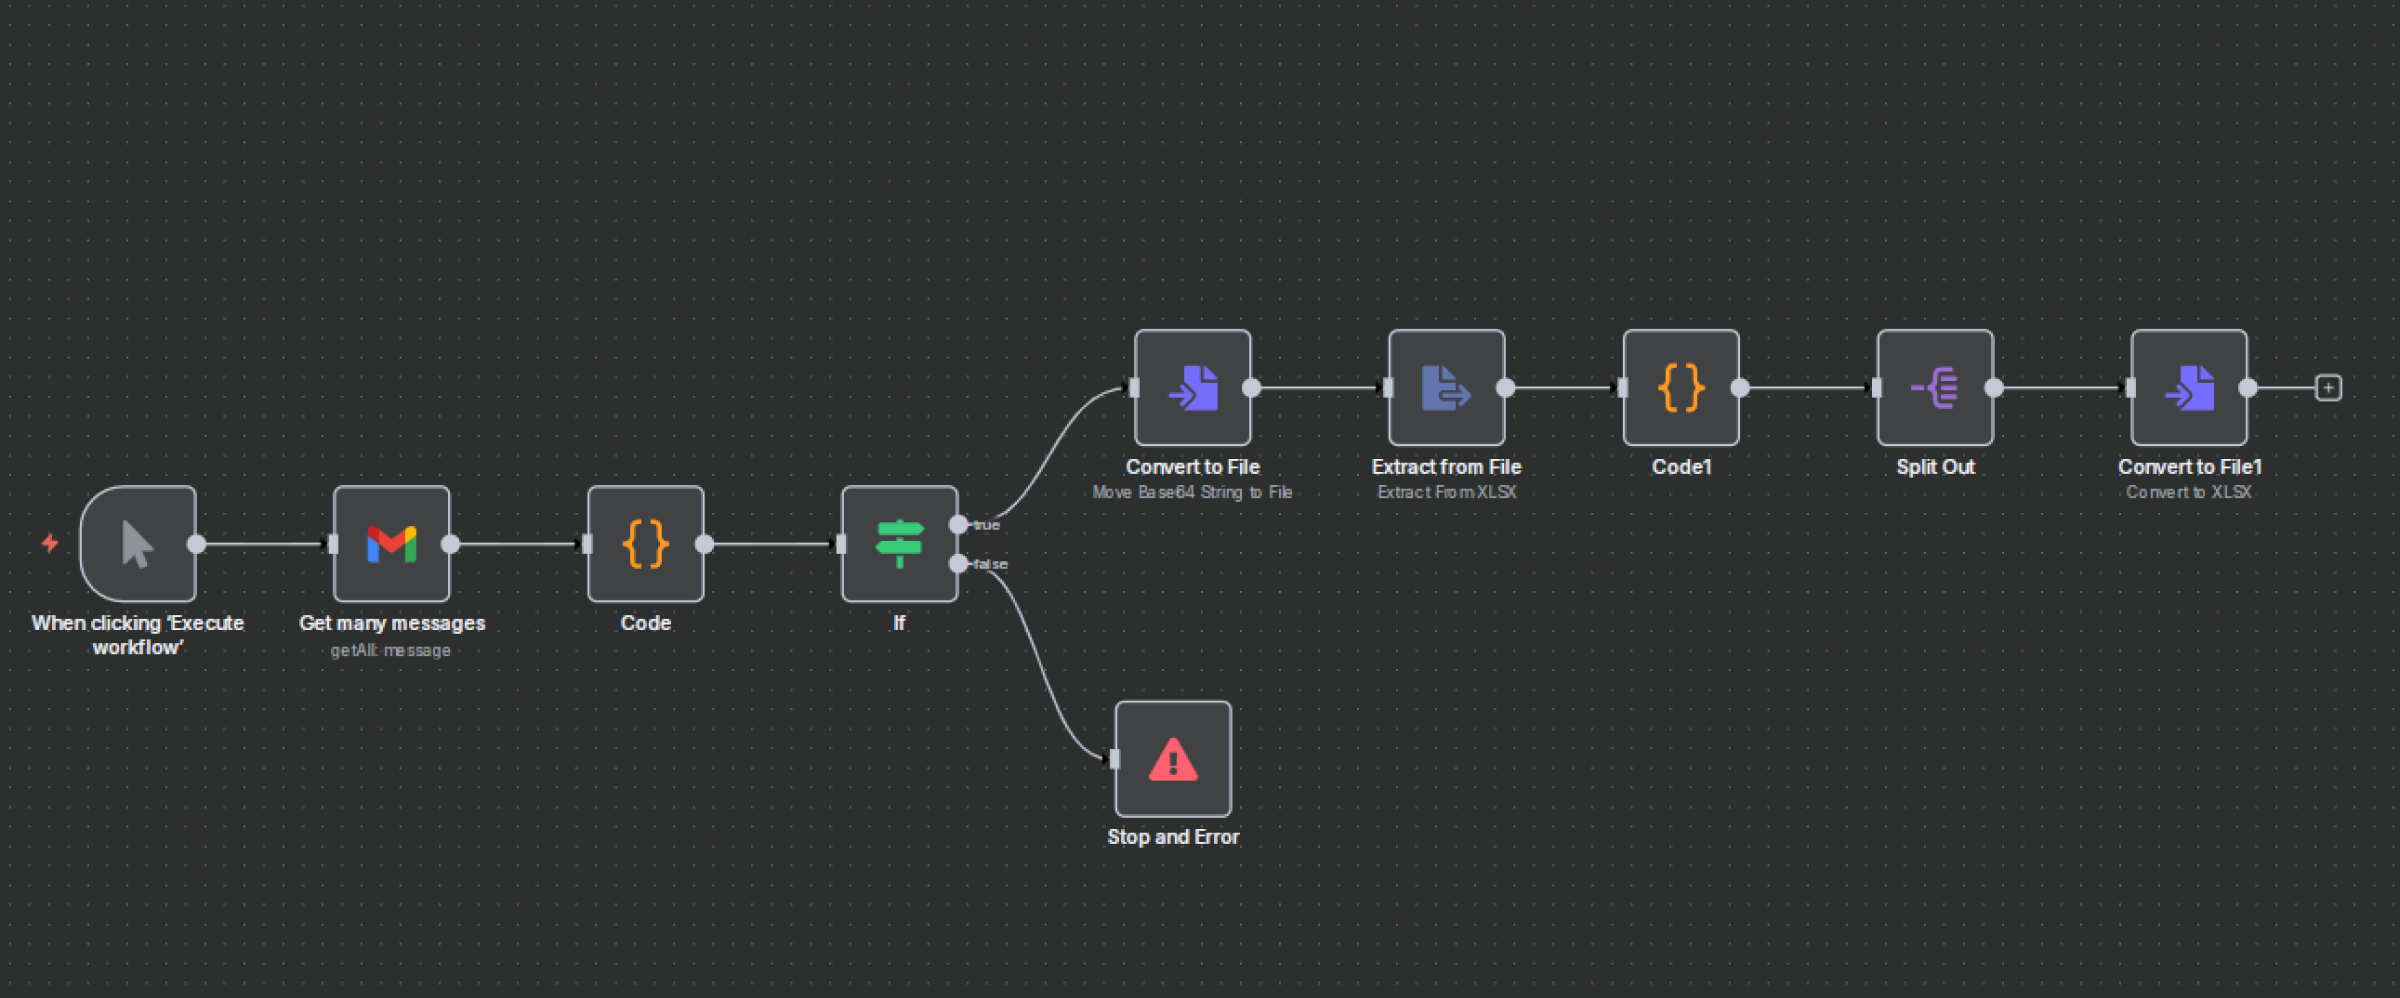 When clicking ‘Execute
workflow’
Get many messages
getAll: message
Code
If
true
false
Convert to File
Move Base64 String to File
Extract from File
Extract From XLSX
Code1
Split Out
Convert to File1
Convert to XLSX
Stop and Error